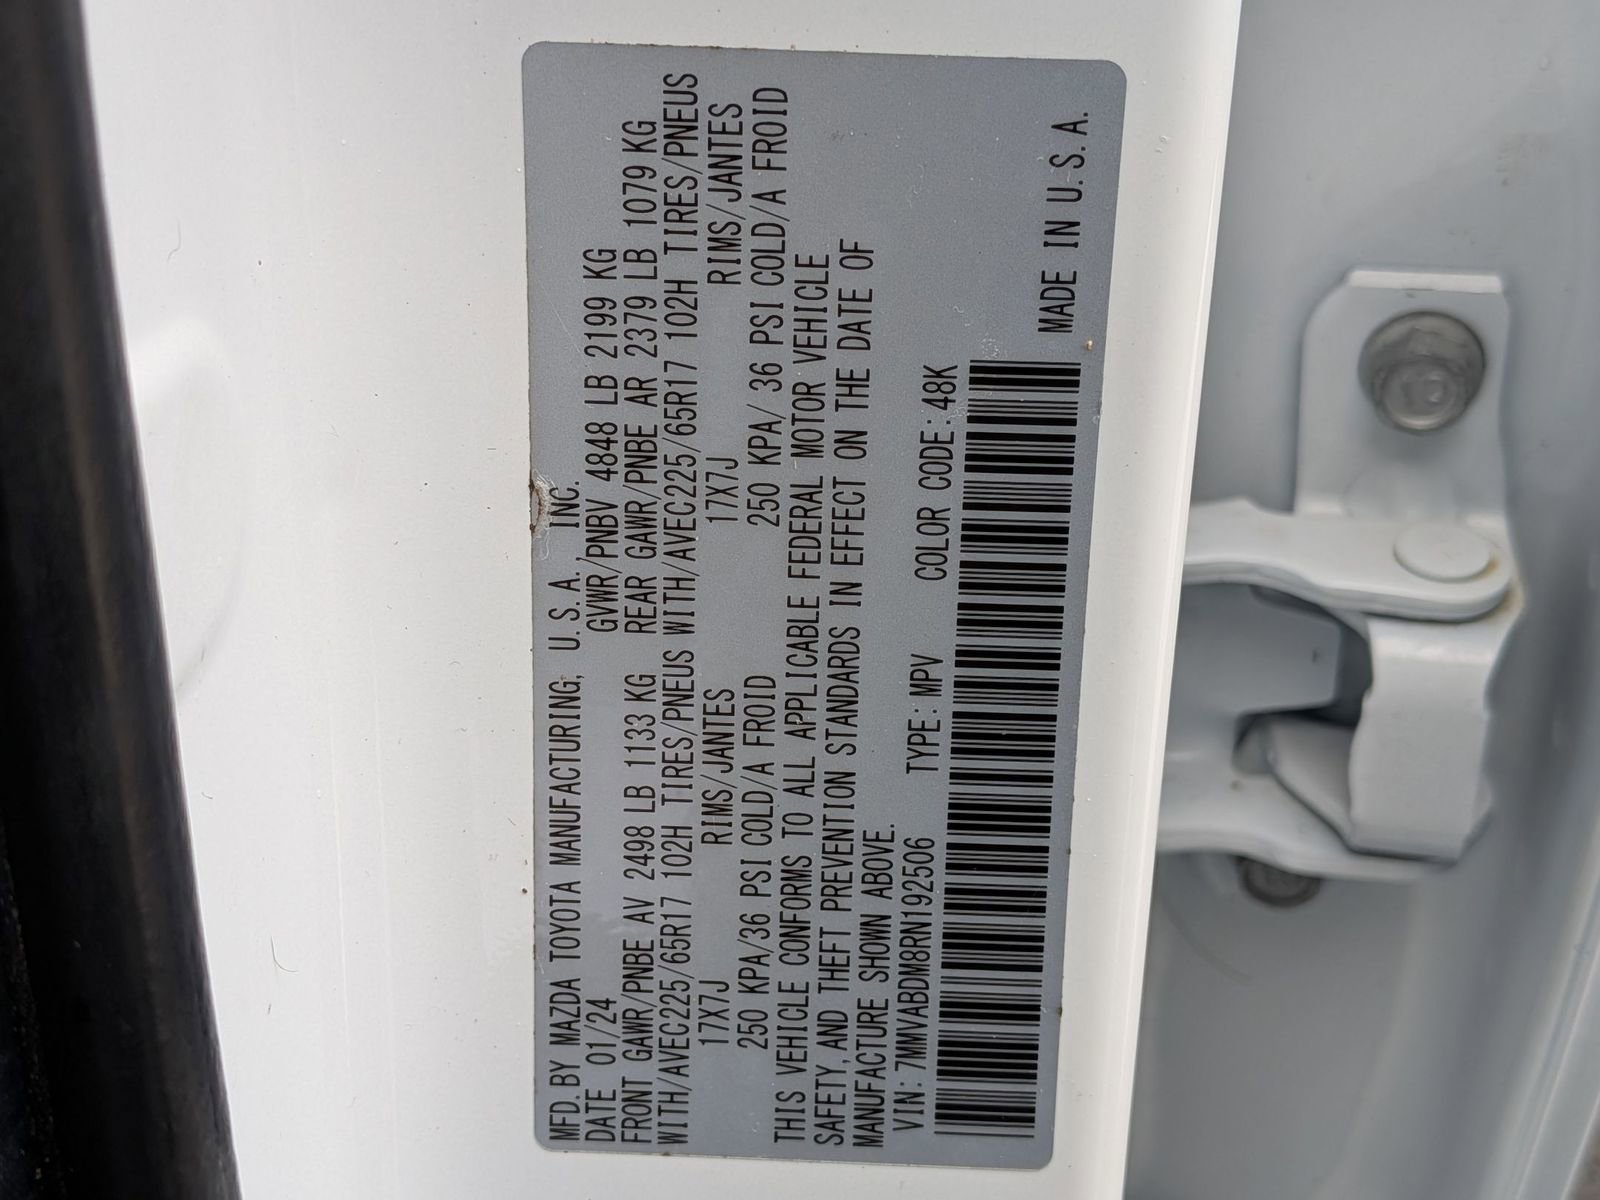 MFD. BY MAZDA TOYOTA MANUFACTURING, U. S. A. INC.
DATE 01/24 GVWR/PNBV 4848 LB 2199 KG
FRONT GAWR/PNBE AV 2498 LB 1133 KG REAR GAWR/PNBE AR 2379 LB 1079 KG
WITH/AVEC225/65R17 102H TIRES/PNEUS WITH/AVEC225/65R17 102H TIRES/PNEUS
17X7J RIMS/JANTES 17X7J RIMS/JANTES
250 KPA/36 PSI COLD/A FROID 250 KPA/ 36 PSI COLD/A FROID
THIS VEHICLE CONFORMS TO ALL APPLICABLE FEDERAL MOTOR VEHICLE
SAFETY, AND THEFT PREVENTION STANDARDS IN EFFECT ON THE DATE OF
MANUFACTURE SHOWN ABOVE.
VIN: 7MMVABDM8RN192506 TYPE: MPV COLOR CODE: 48K
MADE IN U. S. A.